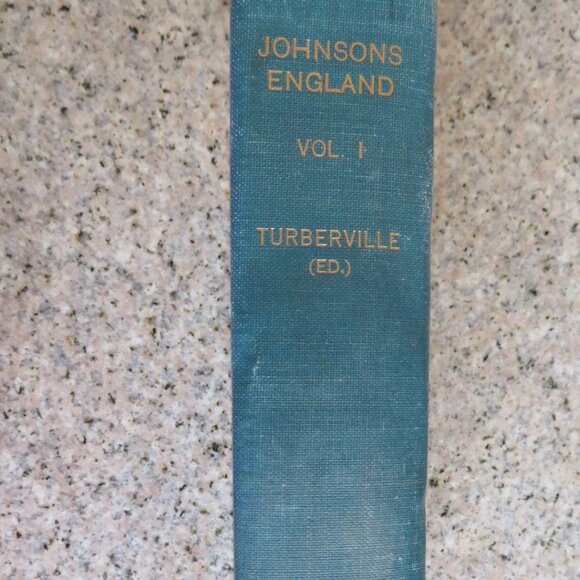 JOHNSONS
ENGLAND
VOL. I
TURBERVILLE
(ED.)